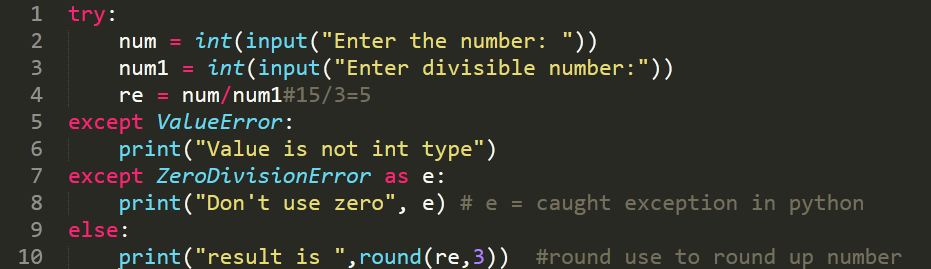 1 try:
2     num = int(input("Enter the number: "))
3     num1 = int(input("Enter divisible number:"))
4     re = num/num1#15/3=5
5 except ValueError:
6     print("Value is not int type")
7 except ZeroDivisionError as e:
8     print("Don't use zero", e) # e = caught exception in python
9 else:
10     print("result is ",round(re,3))  #round use to round up number